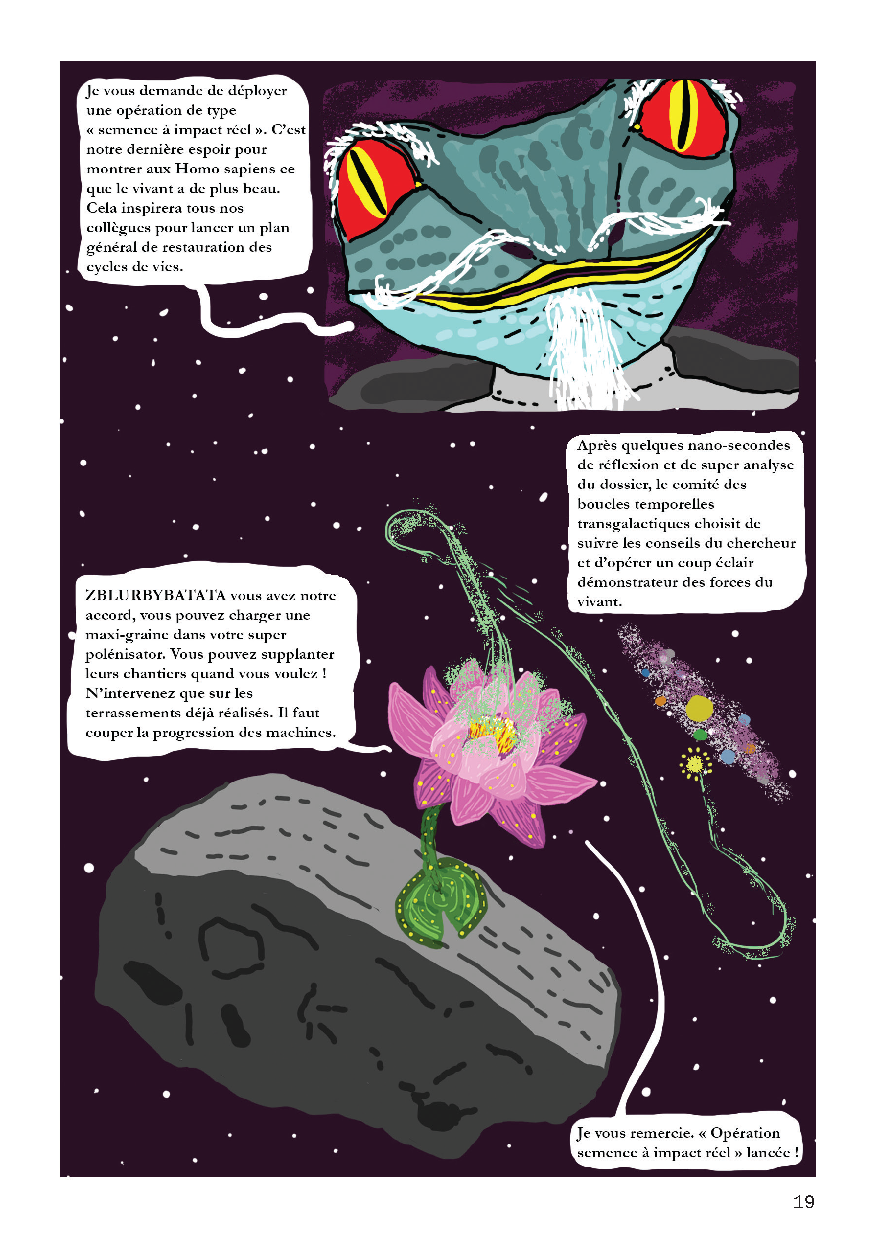 Je vous demande de déployer
une opération de type
« semence à impact réel ». C'est
notre dernière espoir pour
montrer aux Homo sapiens ce
que le vivant a de plus beau.
Cela inspirera tous nos
collègues pour lancer un plan
général de restauration des
cycles de vies.
Après quelques nano-secondes
de réflexion et de super analyse
du dossier, le comité des
boucles temporelles
transgalactiques choisit de
suivre les conseils du chercheur
et d'opérer un coup éclair
démonstrateur des forces du
vivant.
ZBLURBYBATATA vous avez notre
accord, vous pouvez charger une
maxi-graine dans votre super
polénisator. Vous pouvez supplanter
leurs chantiers quand vous voulez !
N'intervenez que sur les
terrassements déjà réalisés. Il faut
couper la progression des machines.
Je vous remercie. « Opération
semence à impact réel » lancée !
19